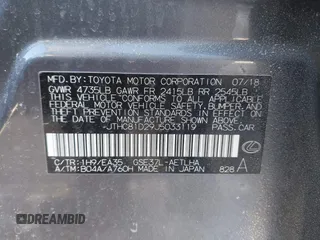 MFD.BY:TOYOTA MOTOR CORPORATION 07/18
GVWR 4735LB GAWR FR 2415LB RR 2545LB
THIS VEHICLE CONFORMS TO ALL APPLICABLE
FEDERAL MOTOR VEHICLE SAFETY, BUMPER, AND
THEFT PREVENTION STANDARDS IN EFFECT ON
THE DATE OF MANUFACTURE SHOWN ABOVE.
JTHC81D29J5033119 PASS. CAR
C/TR:1H9/EA35 GSE37L-AETLHA
A/TM:B04A/A760H MADE IN JAPAN 828 A
DREAMBID